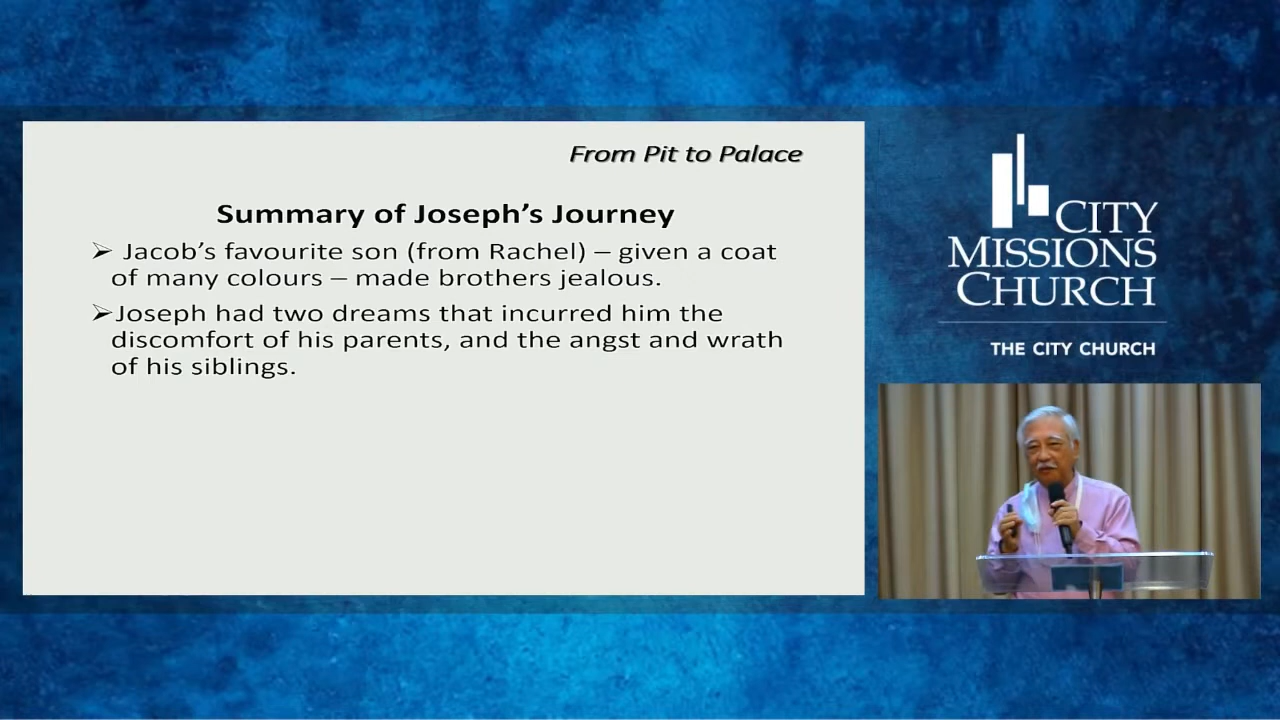 From Pit to Palace
Summary of Joseph’s Journey
➢ Jacob’s favourite son (from Rachel) – given a coat
of many colours – made brothers jealous.
➢Joseph had two dreams that incurred him the
discomfort of his parents, and the angst and wrath
of his siblings.
CITY
MISSIONS
CHURCH
THE CITY CHURCH